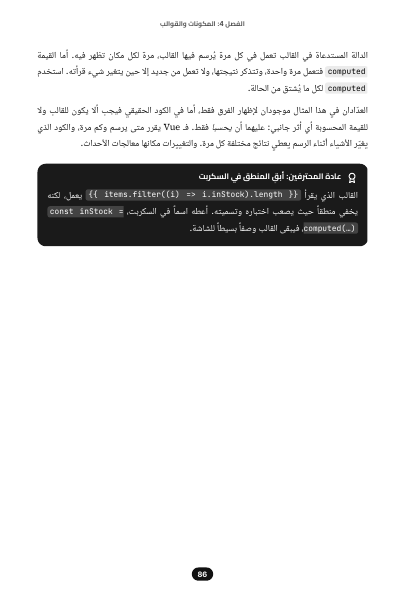 الفصل 4: المكونات والقوالب
الدالة المستدعاة في القالب تعمل في كل مرة يُرسم فيها القالب، مرة لكل مكان تظهر فيه. أما القيمة
computed فتعمل مرة واحدة، وتتذكر نتيجتها، ولا تعمل من جديد إلا حين يتغير شيء قرأته. استخدم
computed لكل ما يُشتق من الحالة.
العدّادان في هذا المثال موجودان لإظهار الفرق فقط، أما في الكود الحقيقي فيجب ألا يكون للقالب ولا
للقيمة المحسوبة أي أثر جانبي: عليهما أن يحسبا فقط. فـ Vue يقرر متى يرسم وكم مرة، والكود الذي
يغيّر الأشياء أثناء الرسم يعطي نتائج مختلفة كل مرة. والتغييرات مكانها معالجات الأحداث.
عادة المحترفين: أبقِ المنطق في السكربت
القالب الذي يقرأ {{ items.filter((i) => i.inStock).length }} يعمل، لكنه
يخفي منطقاً حيث يصعب اختباره وتسميته. أعطه اسماً في السكربت، const inStock =
computed(…)، فيبقى القالب وصفاً بسيطاً للشاشة.
86